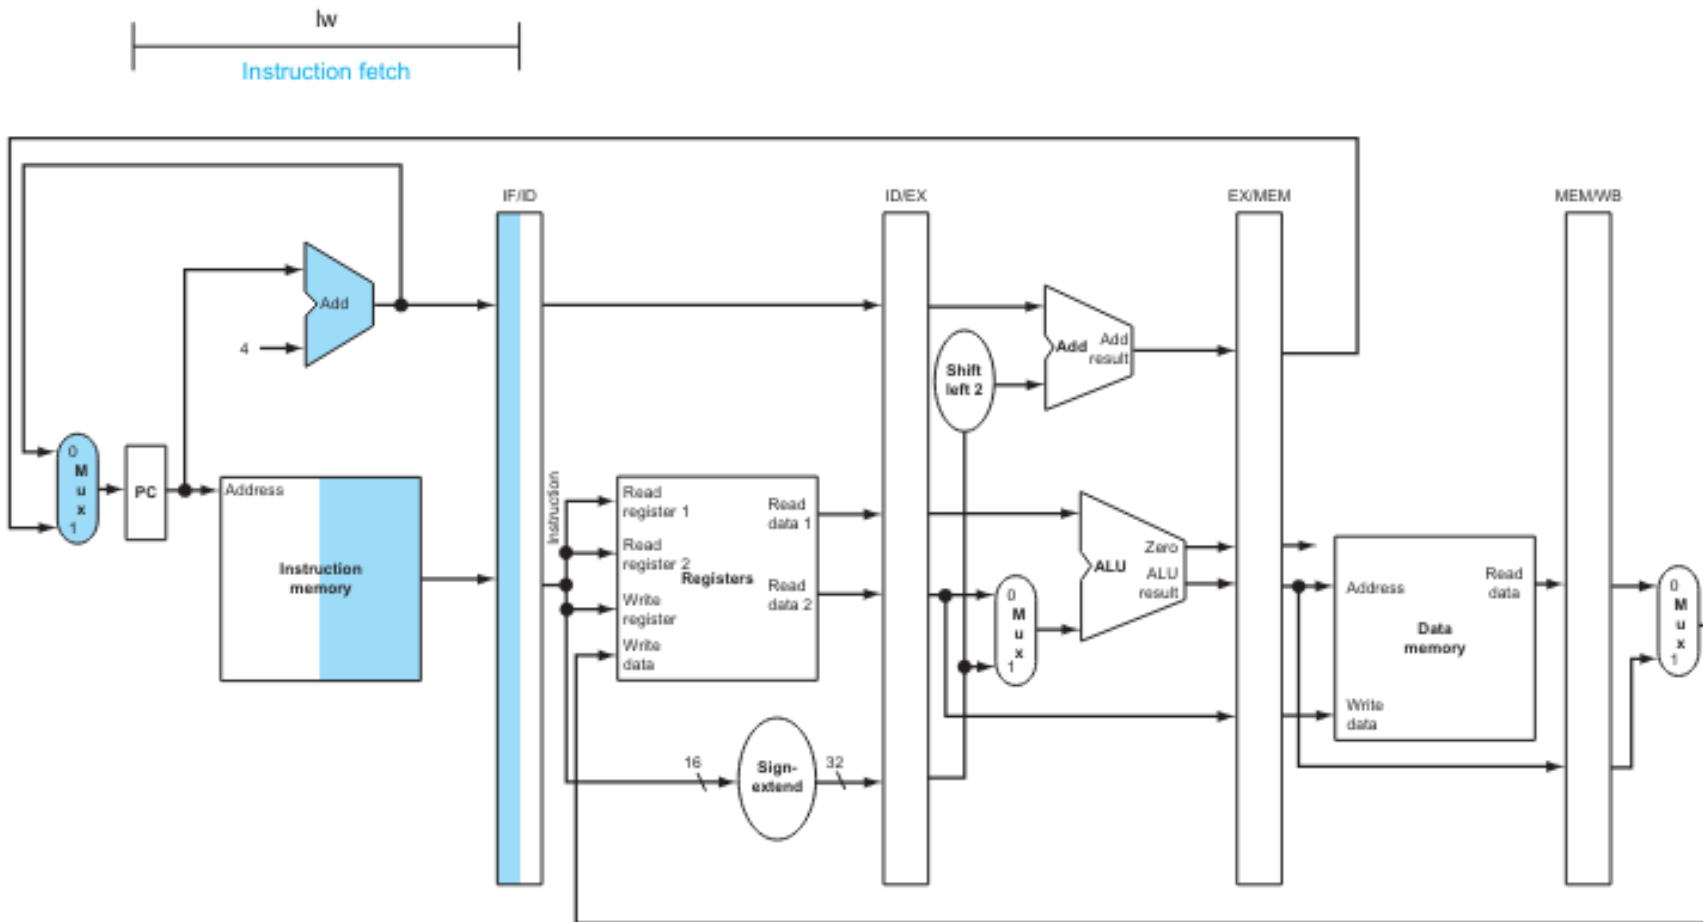 lw
Instruction fetch
IF/ID
ID/EX
EX/MEM
MEM/WB
Add
4
Shift
left 2
Add
Add
result
0
M
u
x
1
PC
Address
Instruction
memory
Instruction
Read
register 1
Read
register 2
Write
register
Write
data
Registers
Read
data 1
Read
data 2
0
M
u
x
1
ALU
Zero
ALU
result
Address
Write
data
Data
memory
Read
data
0
M
u
x
1
16
Sign-
extend
32